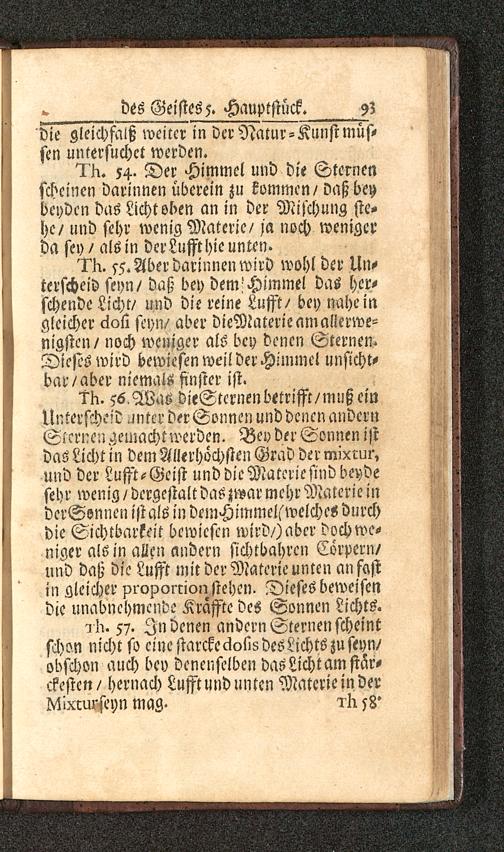 des Geistes 5. Hauptstück. 93
die gleichfalß weiter in der Natur-Kunst müs-
sen untersuchet werden.
Th. 54. Der Himmel und die Sternen
scheinen darinnen überein zu kommen / daß bey
beyden das Licht oben an in der Mischung ste-
he / und sehr wenig Materie / ja noch weniger
da sey / als in der Lufft hie unten.
Th. 55. Aber darinnen wird wohl der Un-
terscheid seyn / daß bey dem Himmel das her-
schende Licht / und die reine Lufft / bey nahe in
gleicher dosi seyn / aber die Materie am allerwe-
nigsten / noch weniger als bey denen Sternen.
Dieses wird bewiesen weil der Himmel unsicht-
bar / aber niemals finster ist.
Th. 56. Was die Sternen betrifft / muß ein
Unterscheid unter der Sonnen und denen andern
Sternen gemacht werden. Bey der Sonnen ist
das Licht in dem Allerhöchsten Grad der mixtur,
und der Lufft-Geist und die Materie sind beyde
sehr wenig / dergestalt das zwar mehr Materie in
der Sonnen ist als in dem Himmel (welches durch
die Sichtbarkeit bewiesen wird /) aber doch we-
niger als in allen andern sichtbahren Cörpern /
und daß die Lufft mit der Materie unten an fast
in gleicher proportion stehen. Dieses beweisen
die unabnehmende Kräffte des Sonnen Lichts.
Th. 57. In denen andern Sternen scheint
schon nicht so eine starcke dosis des Lichts zu seyn /
obschon auch bey denenselben das Licht am stär-
ckesten / hernach Lufft und unten Materie in der
Mixtur seyn mag. Th 58.